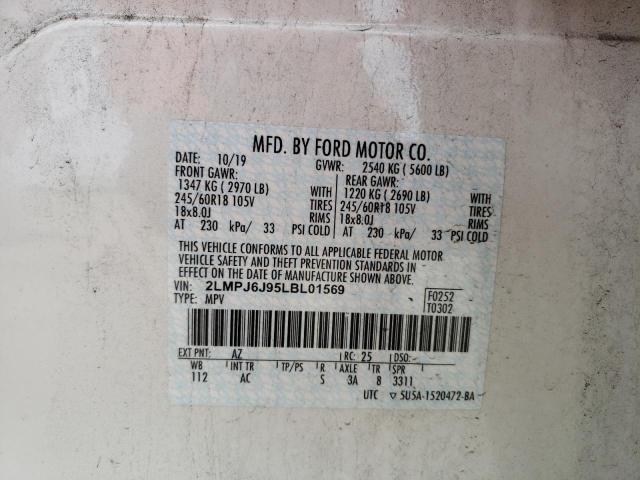 MFD. BY FORD MOTOR CO.
DATE: 10/19 GVWR: 2540 KG (5600 LB)
FRONT GAWR: REAR GAWR:
1347 KG (2970 LB) WITH 1220 KG (2690 LB) WITH
245/60R18 105V TIRES 245/60R18 105V TIRES
18x8.0J RIMS 18x8.0J RIMS
AT 230 kPa/ 33 PSI COLD AT 230 kPa/ 33 PSI COLD
THIS VEHICLE CONFORMS TO ALL APPLICABLE FEDERAL MOTOR
VEHICLE SAFETY AND THEFT PREVENTION STANDARDS IN
EFFECT ON THE DATE OF MANUFACTURE SHOWN ABOVE.
VIN: 2LMPJ6J95LBL01569 F0252
TYPE: MPV T0302
EXT PNT: AZ RC: 25 DSO:
WB INT TR TP/PS R AXLE TR SPR
112 AC S 3A 8 3311
UTC 5U5A-1520472-BA